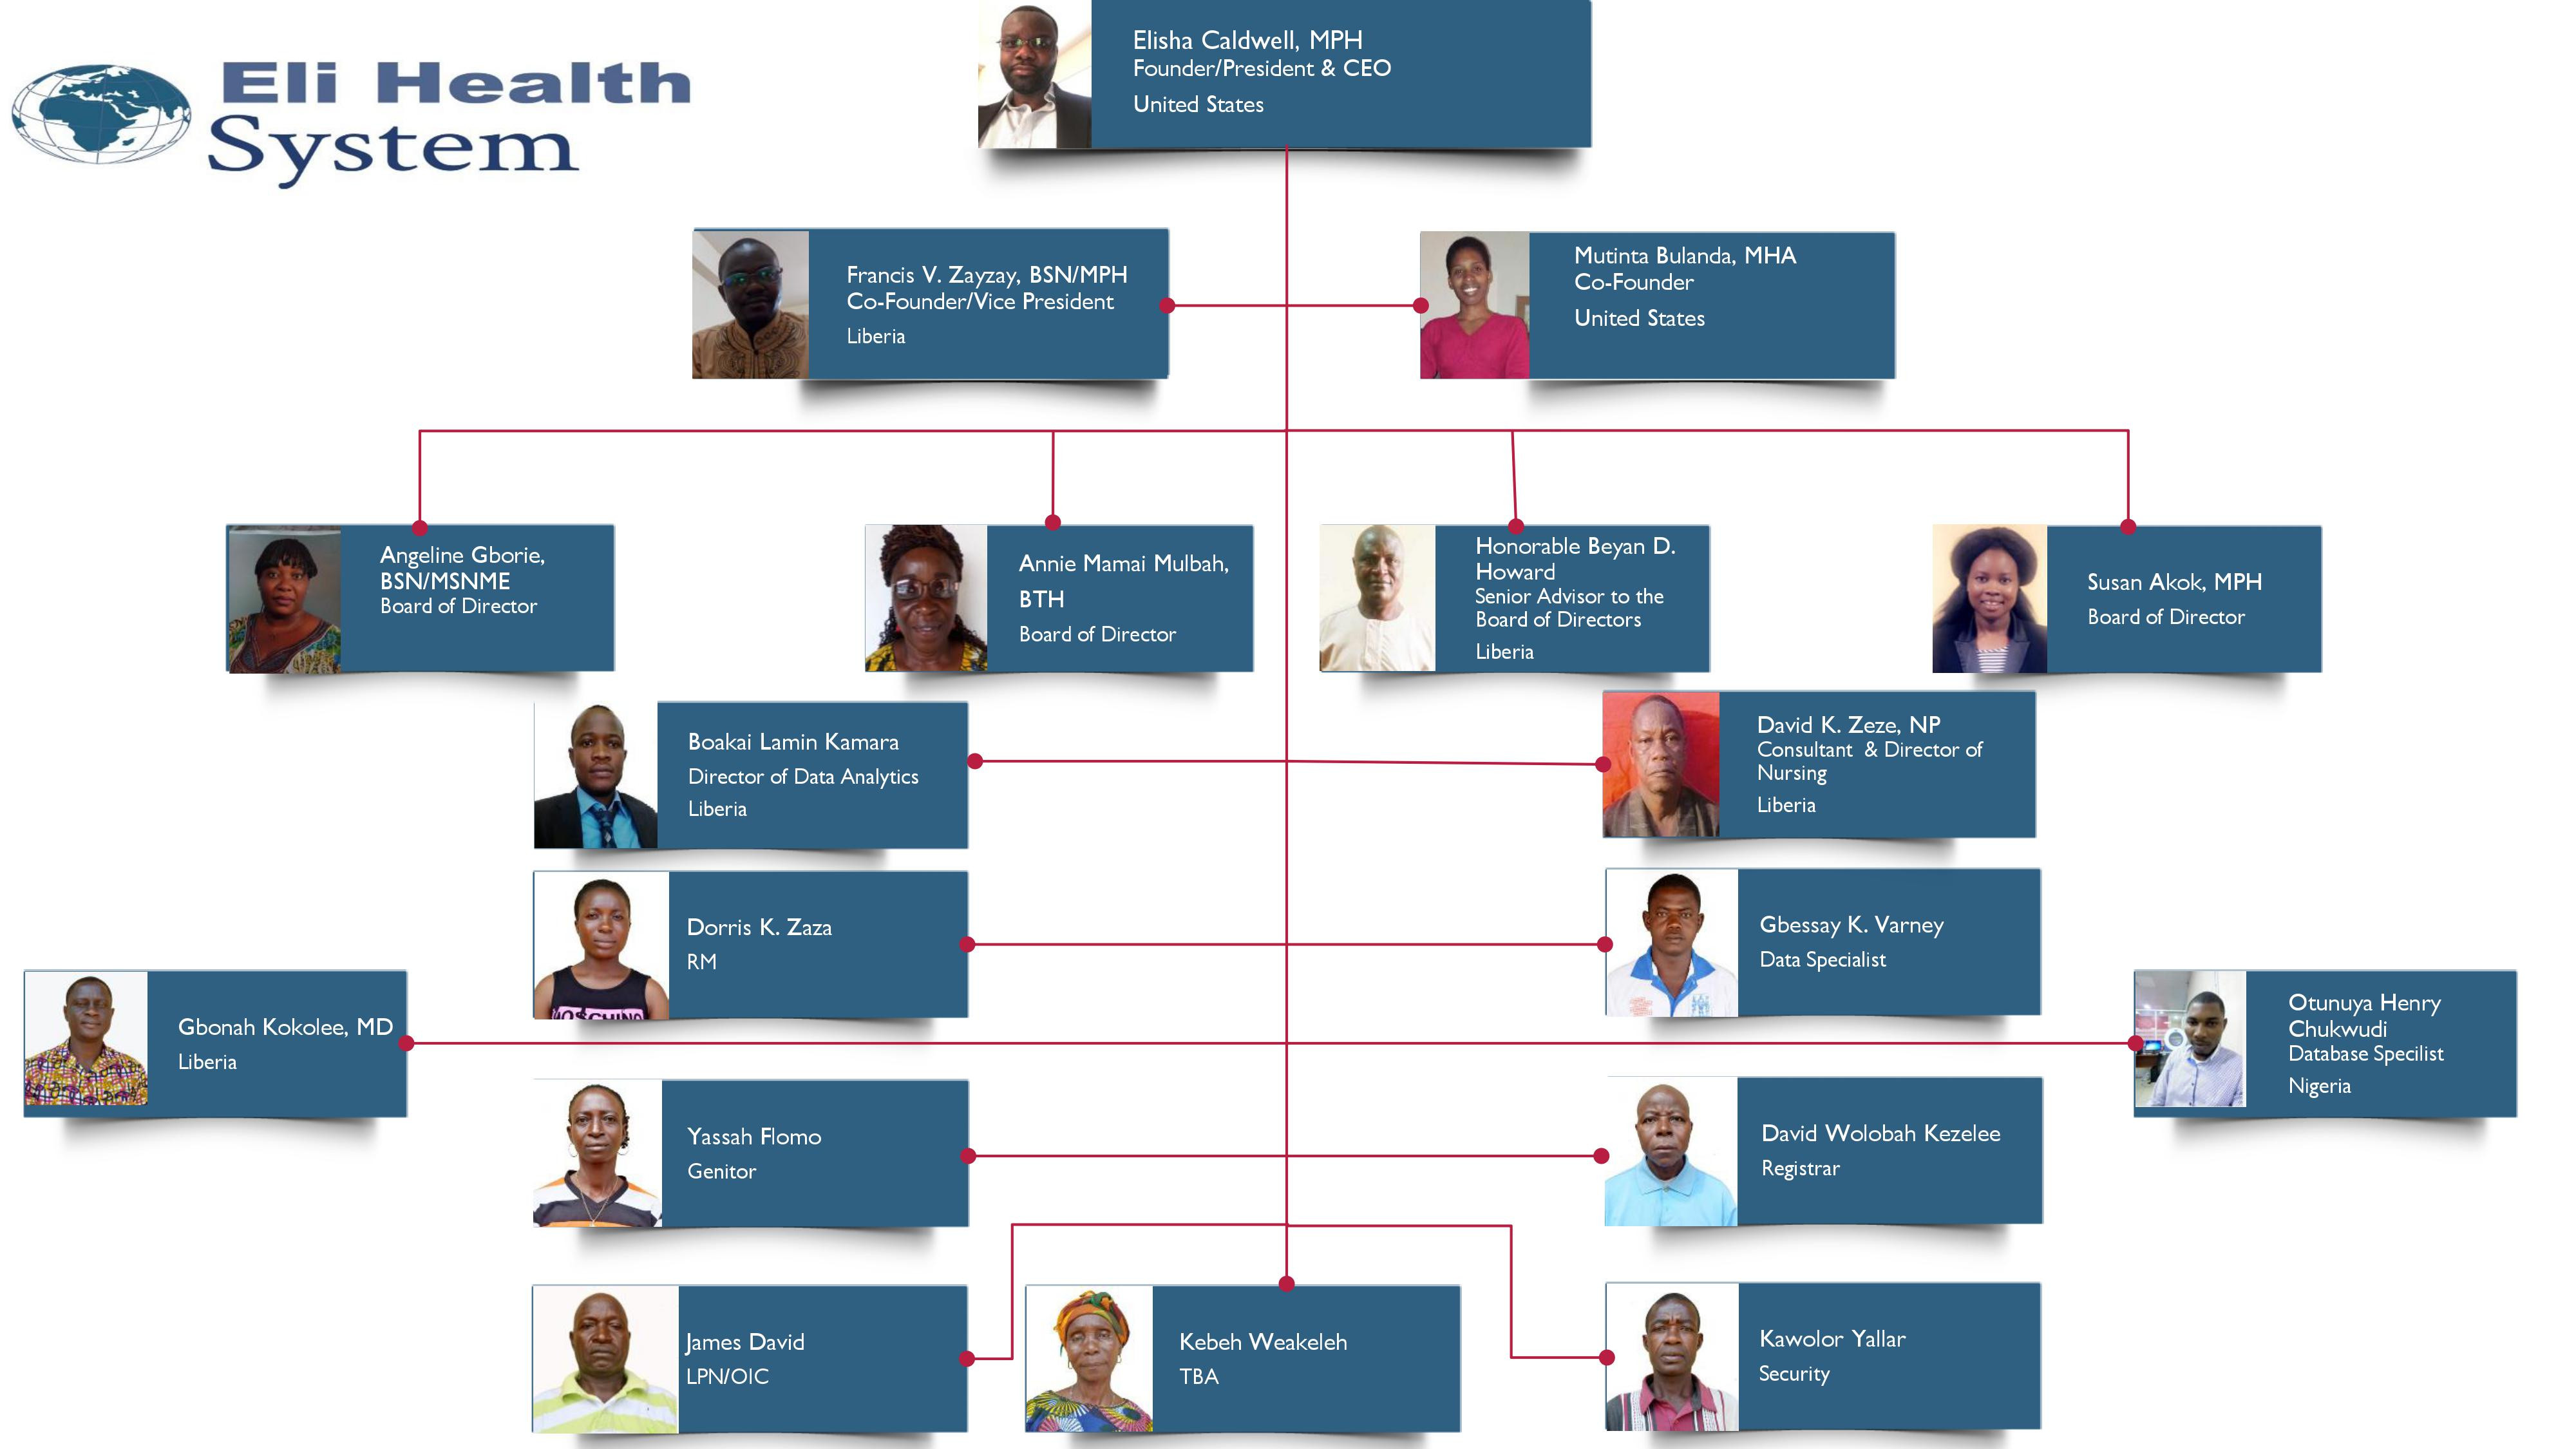 Eli Health
System
Elisha Caldwell, MPH
Founder/President & CEO
United States
Francis V. Zayzay, BSN/MPH
Co-Founder/Vice President
Liberia
Mutinta Bulanda, MHA
Co-Founder
United States
Angeline Gborie,
BSN/MSNME
Board of Director
Annie Mamai Mulbah,
BTH
Board of Director
Honorable Beyan D.
Howard
Senior Advisor to the
Board of Directors
Liberia
Susan Akok, MPH
Board of Director
Boakai Lamin Kamara
Director of Data Analytics
Liberia
David K. Zeze, NP
Consultant & Director of
Nursing
Liberia
Dorris K. Zaza
RM
Gbessay K. Varney
Data Specialist
Gbonah Kokolee, MD
Liberia
Otunuya Henry
Chukwudi
Database Specilist
Nigeria
Yassah Flomo
Genitor
David Wolobah Kezelee
Registrar
James David
LPN/OIC
Kebeh Weakeleh
TBA
Kawolor Yallar
Security